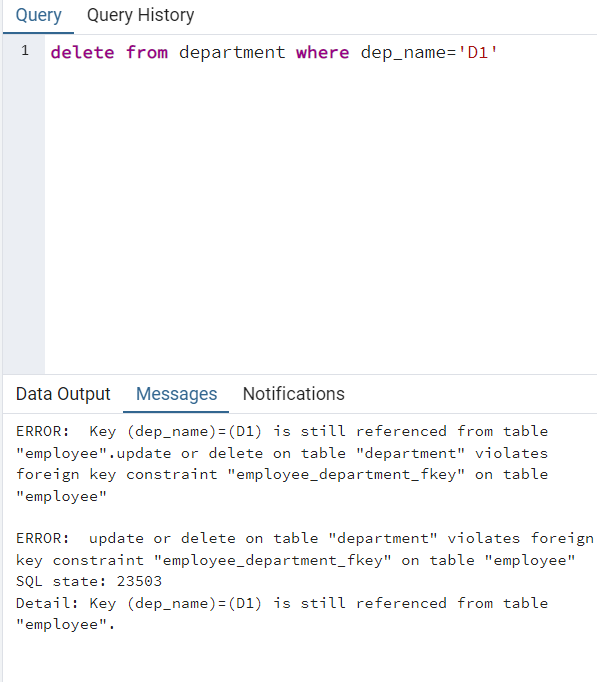 Query Query History
1 delete from department where dep_name='D1'
Data Output Messages Notifications
ERROR:  Key (dep_name)=(D1) is still referenced from table
"employee".update or delete on table "department" violates
foreign key constraint "employee_department_fkey" on table
"employee"
ERROR:  update or delete on table "department" violates foreign
key constraint "employee_department_fkey" on table "employee"
SQL state: 23503
Detail: Key (dep_name)=(D1) is still referenced from table
"employee".